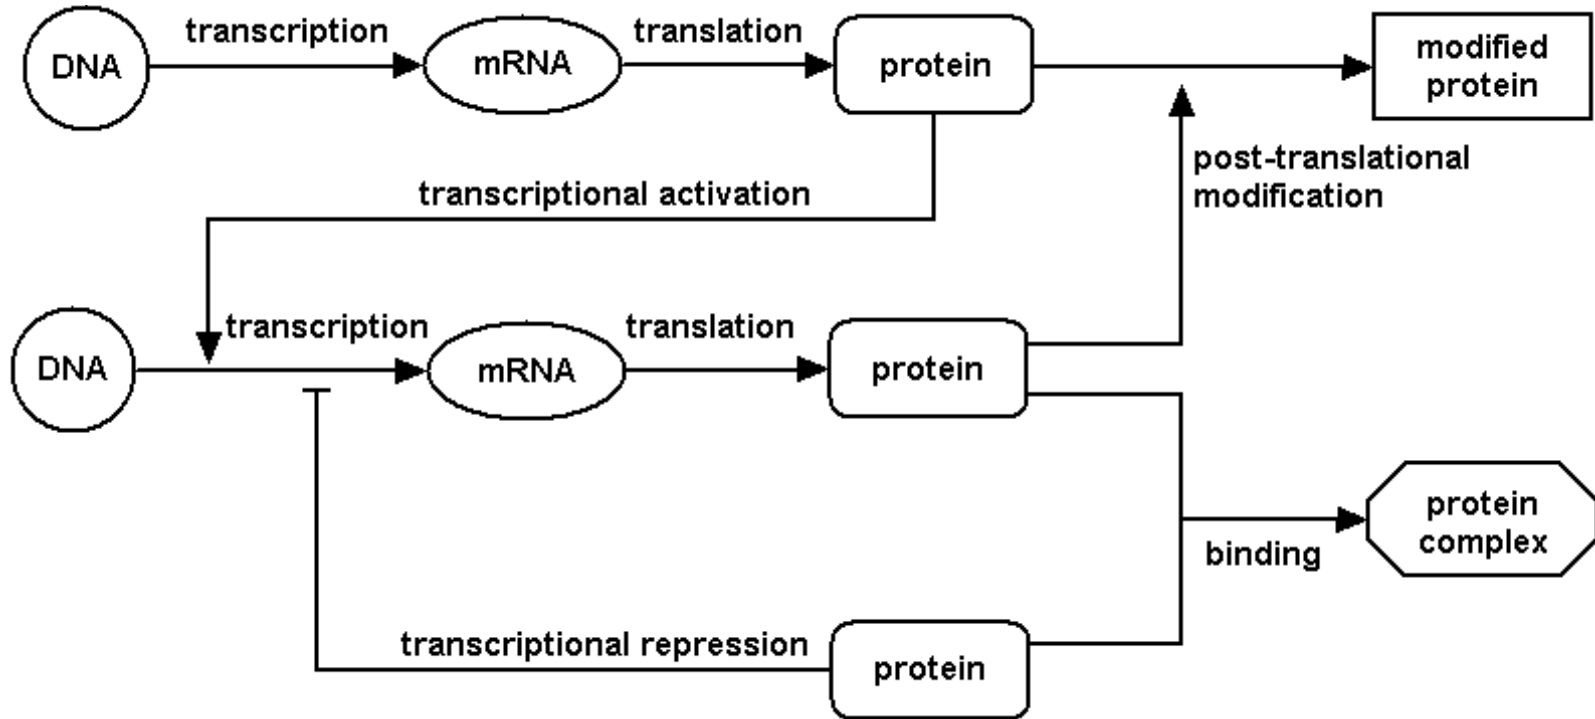 DNA
transcription
mRNA
translation
protein
modified
protein
post-translational
modification
transcriptional activation
DNA
transcription
mRNA
translation
protein
protein
complex
binding
transcriptional repression
protein